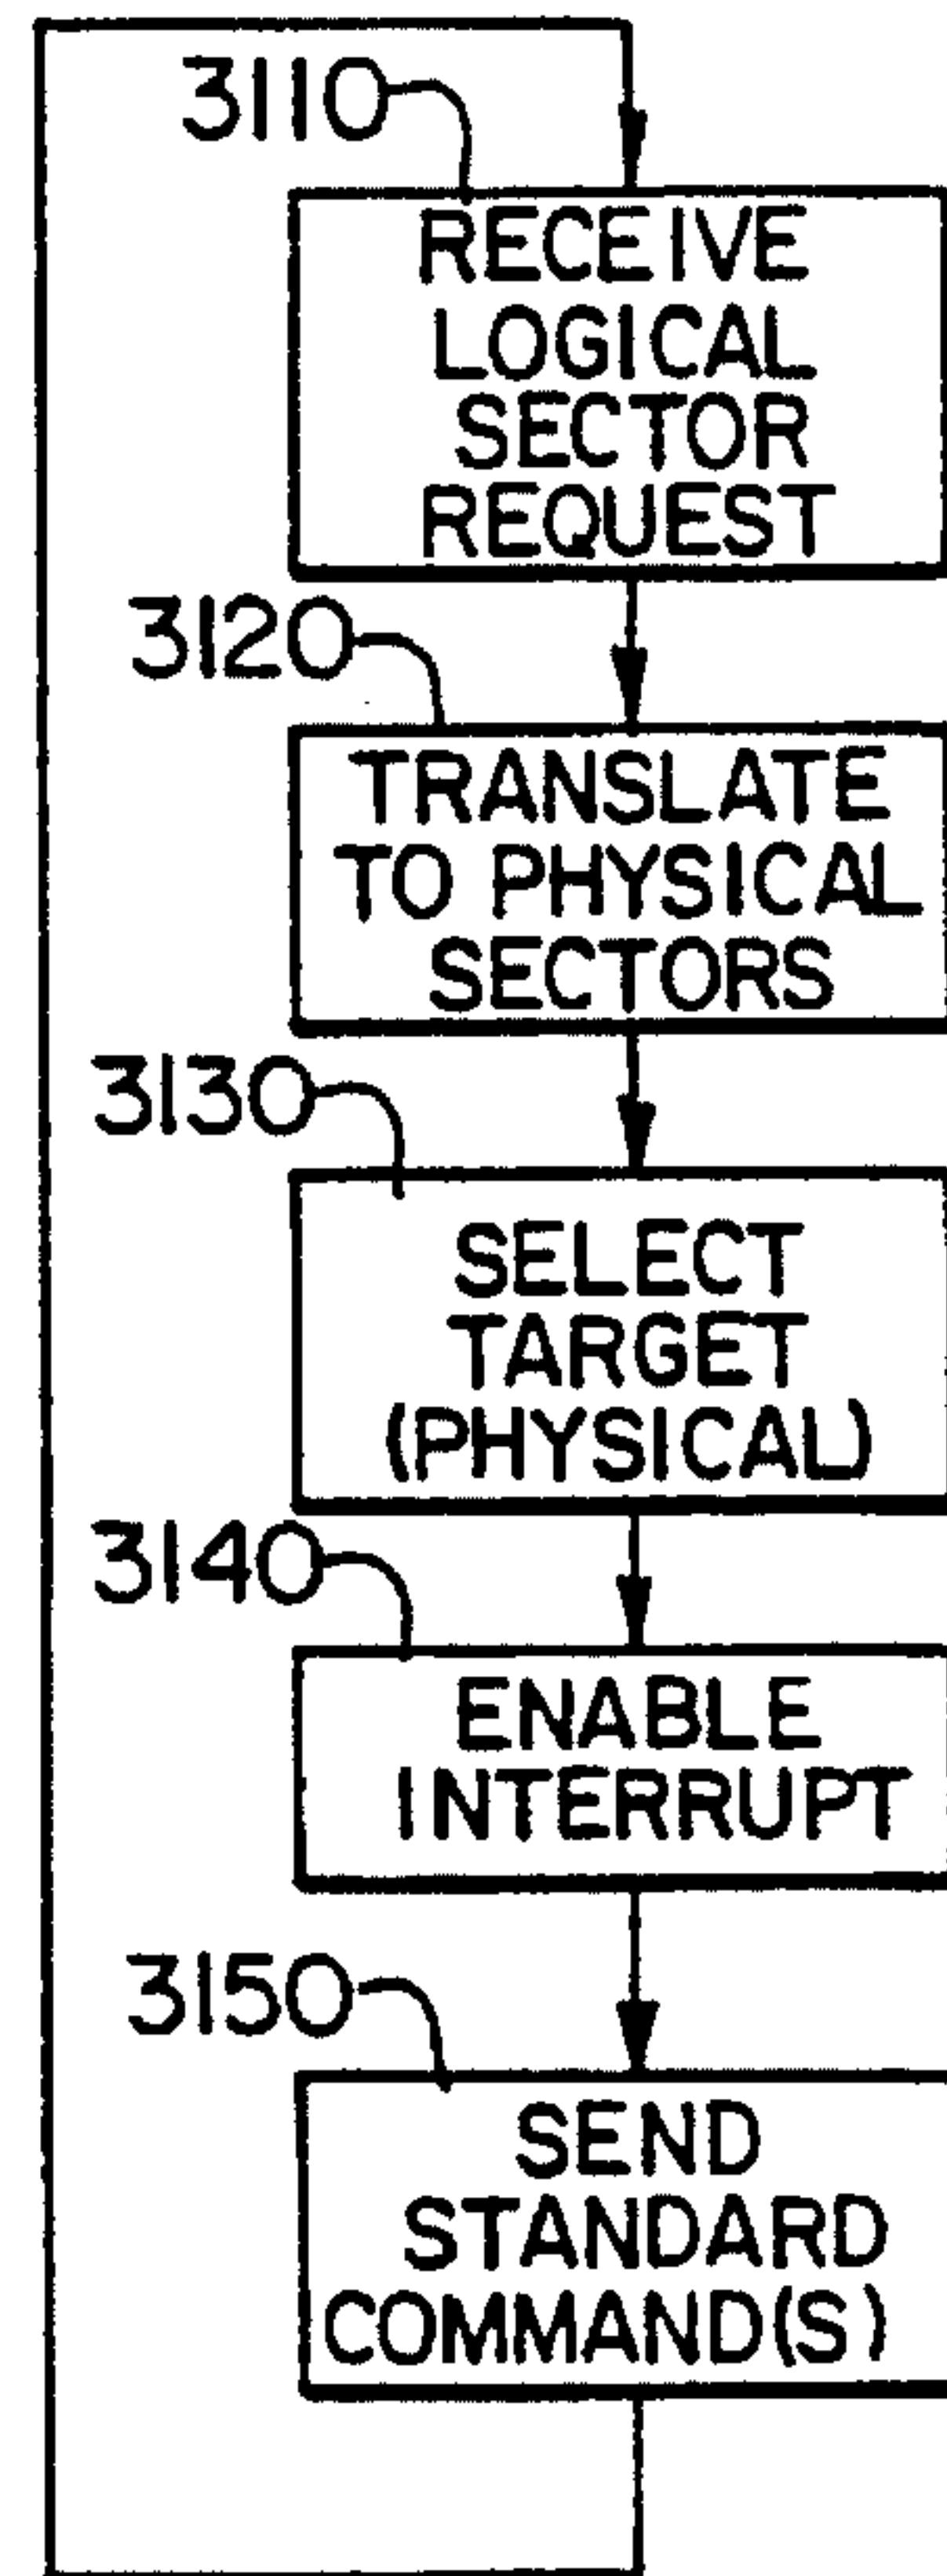 3110
RECEIVE
LOGICAL
SECTOR
REQUEST
3120
TRANSLATE
TO PHYSICAL
SECTORS
3130
SELECT
TARGET
(PHYSICAL)
3140
ENABLE
INTERRUPT
3150
SEND
STANDARD
COMMAND(S)